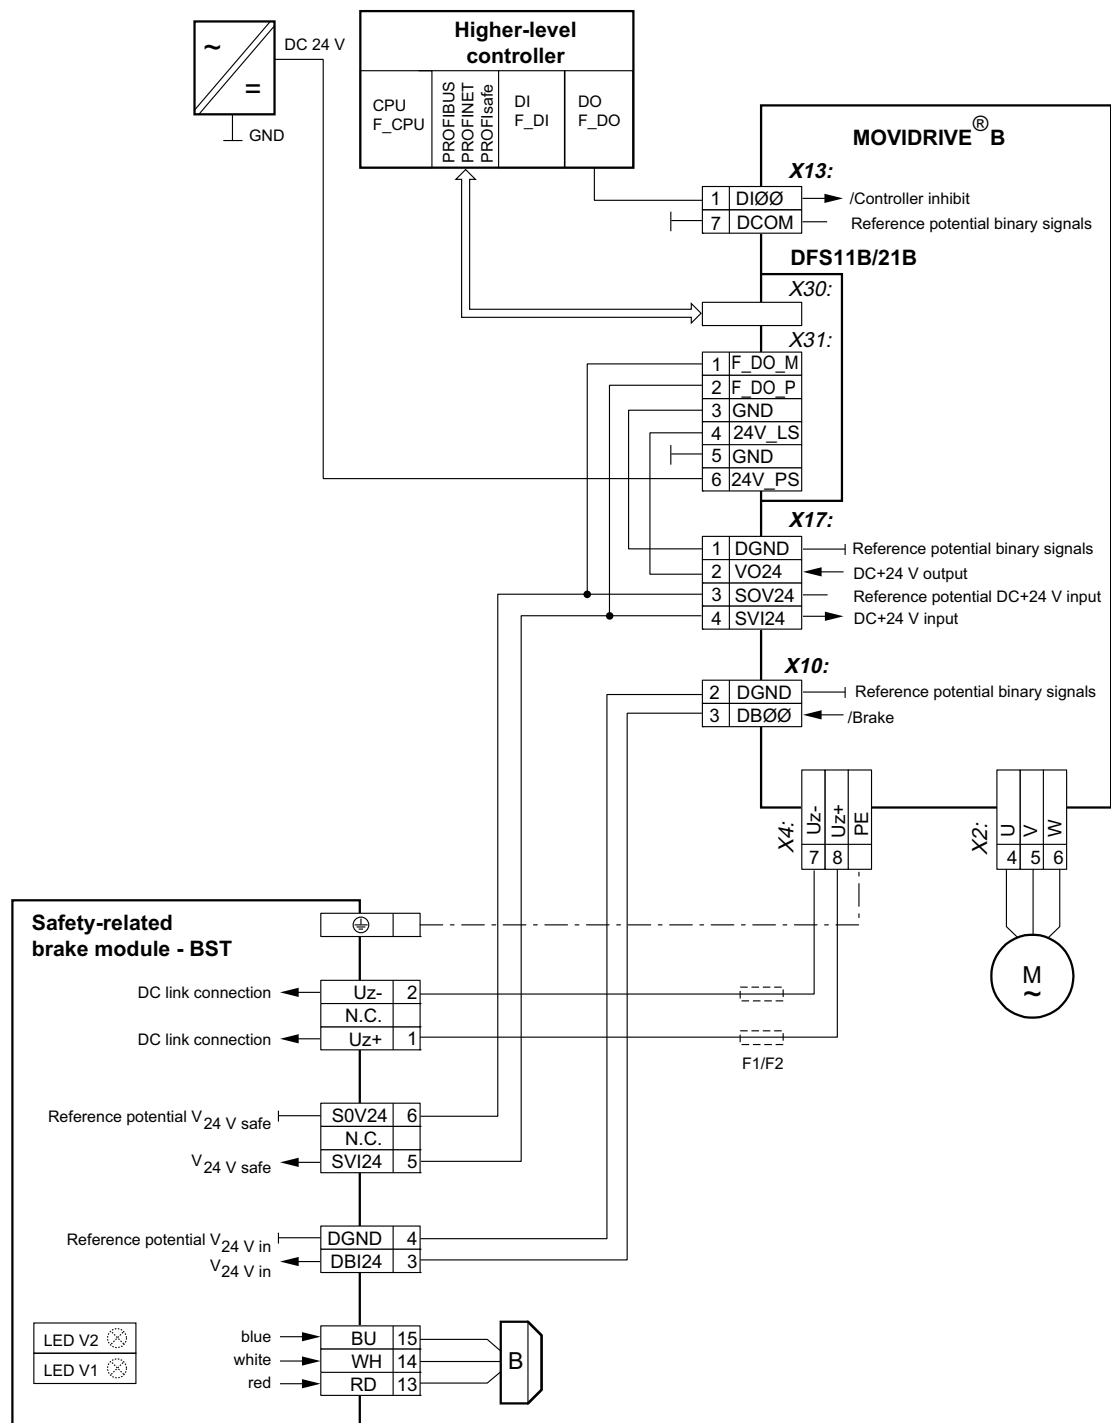 ~
=
DC 24 V
GND
Higher-level
controller
CPU
F_CPU
PROFIBUS
PROFINET
PROFIsafe
DI
F_DI
DO
F_DO
MOVIDRIVE® B
X13:
1 DIØØ /Controller inhibit
7 DCOM Reference potential binary signals
DFS11B/21B
X30:
X31:
1 F_DO_M
2 F_DO_P
3 GND
4 24V_LS
5 GND
6 24V_PS
X17:
1 DGND Reference potential binary signals
2 VO24 DC+24 V output
3 SOV24 Reference potential DC+24 V input
4 SVI24 DC+24 V input
X10:
2 DGND Reference potential binary signals
3 DBØØ /Brake
X4:
Uz- 7
Uz+ 8
PE
X2:
U 4
V 5
W 6
M
~
Safety-related
brake module - BST
DC link connection Uz- 2
N.C.
DC link connection Uz+ 1
F1/F2
Reference potential V24 V safe S0V24 6
N.C.
V24 V safe SVI24 5
Reference potential V24 V in DGND 4
V24 V in DBI24 3
LED V2
LED V1
blue BU 15
white WH 14
red RD 13
B